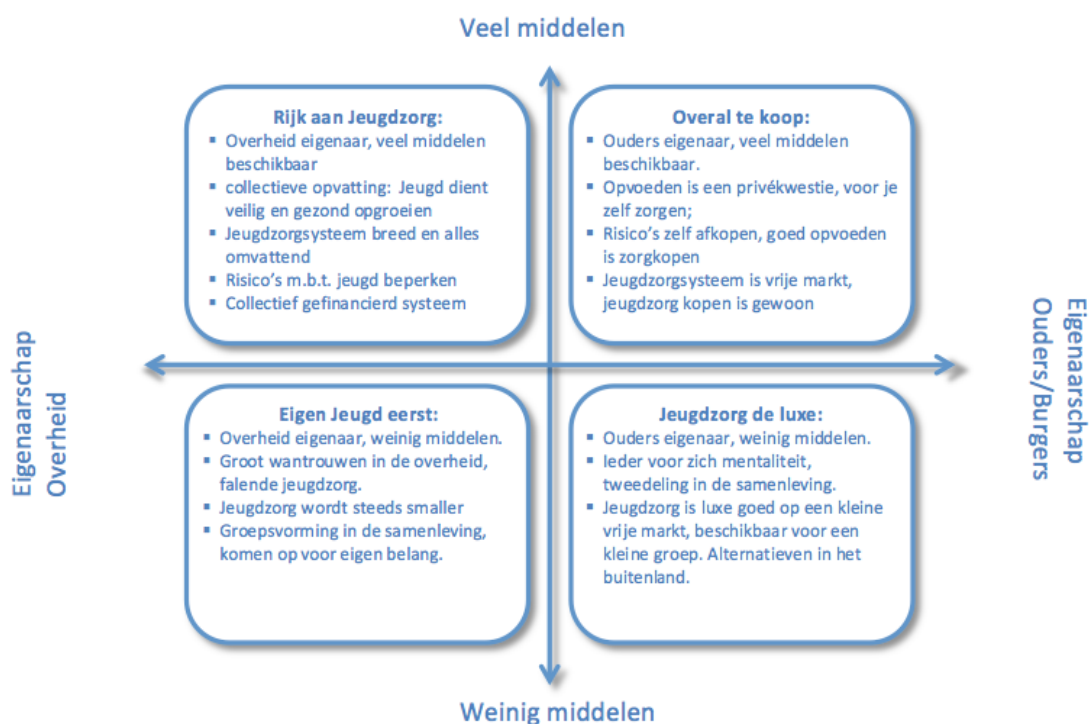 Veel middelen
Rijk aan Jeugdzorg:
▪ Overheid eigenaar, veel middelen
beschikbaar
▪ collectieve opvatting: Jeugd dient
veilig en gezond opgroeien
▪ Jeugdzorgsysteem breed en alles
omvattend
▪ Risico's m.b.t. jeugd beperken
▪ Collectief gefinancierd systeem
Overal te koop:
▪ Ouders eigenaar, veel middelen
beschikbaar.
▪ Opvoeden is een privékwestie, voor je
zelf zorgen;
▪ Risico's zelf afkopen, goed opvoeden
is zorgkopen
▪ Jeugdzorgsysteem is vrije markt,
jeugdzorg kopen is gewoon
Eigenaarschap
Overheid
Eigenaarschap
Ouders/Burgers
Eigen Jeugd eerst:
▪ Overheid eigenaar, weinig middelen.
▪ Groot wantrouwen in de overheid,
falende jeugdzorg.
▪ Jeugdzorg wordt steeds smaller
▪ Groepsvorming in de samenleving,
komen op voor eigen belang.
Jeugdzorg de luxe:
▪ Ouders eigenaar, weinig middelen.
▪ Ieder voor zich mentaliteit,
tweedeling in de samenleving.
▪ Jeugdzorg is luxe goed op een kleine
vrije markt, beschikbaar voor een
kleine groep. Alternatieven in het
buitenland.
Weinig middelen